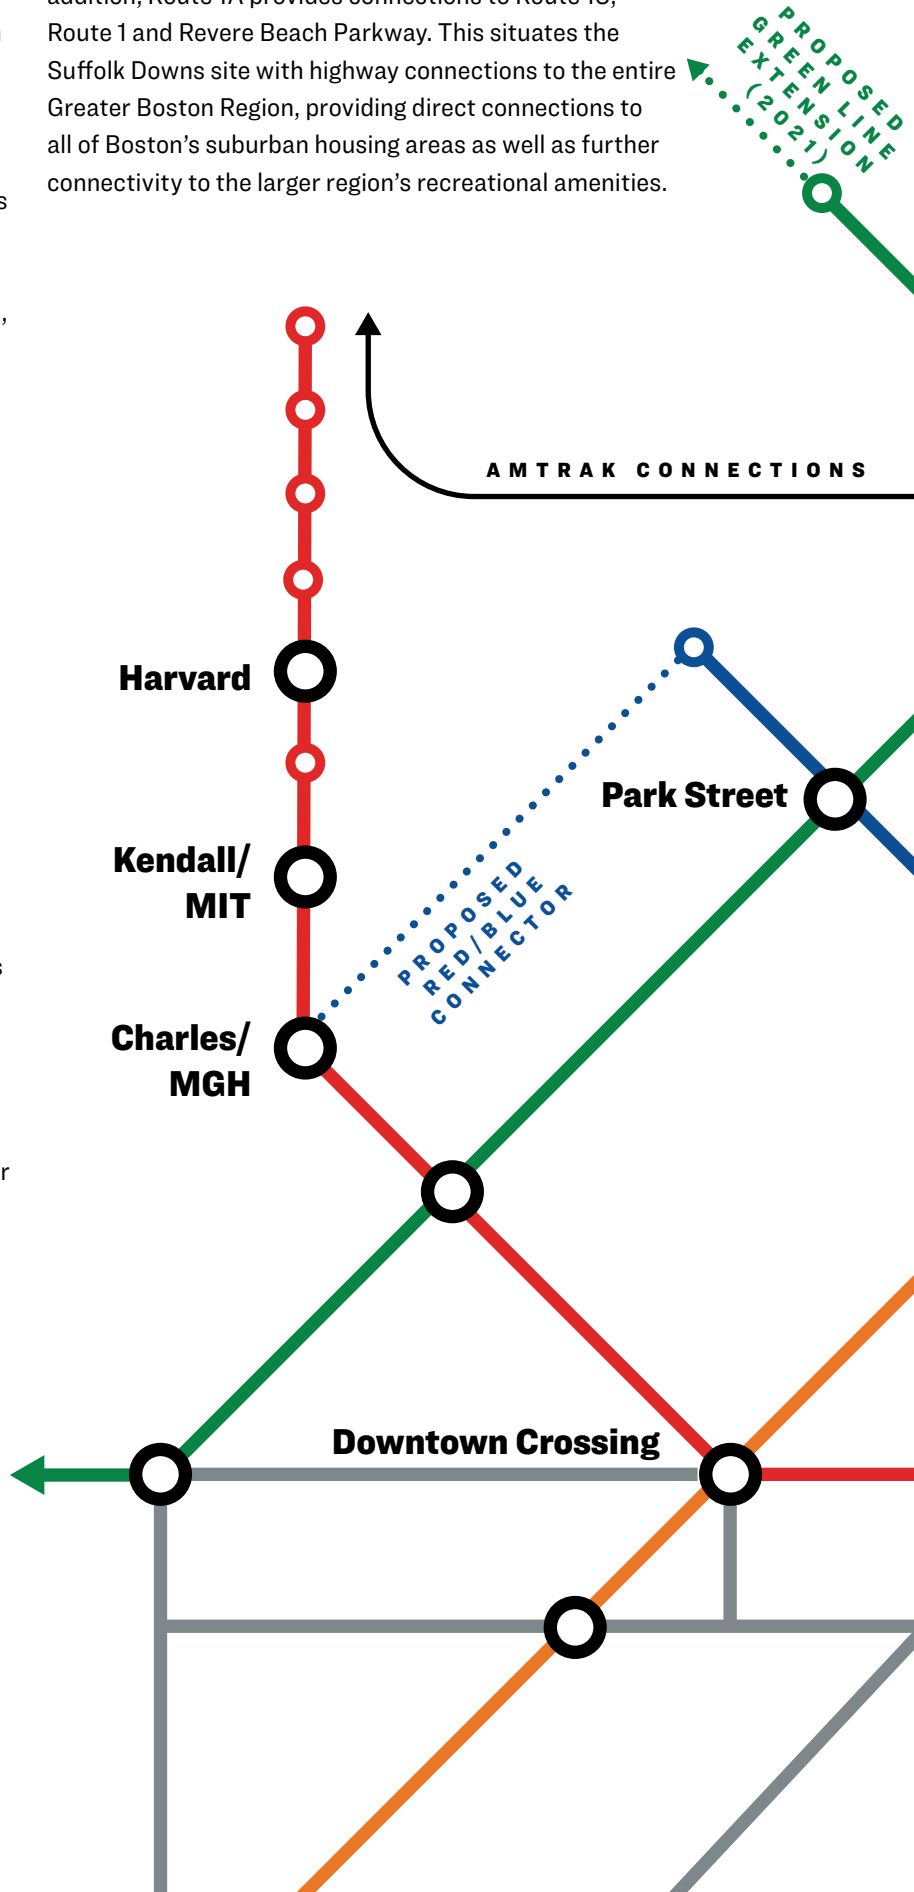 Route 1 and Revere Beach Parkway. This situates the
Suffolk Downs site with highway connections to the entire
Greater Boston Region, providing direct connections to
all of Boston’s suburban housing areas as well as further
connectivity to the larger region’s recreational amenities.
PROPOSED
GREEN LINE
EXTENSION
(2021)
AMTRAK CONNECTIONS
Harvard
Park Street
Kendall/
MIT
PROPOSED
RED/BLUE
CONNECTOR
Charles/
MGH
Downtown Crossing